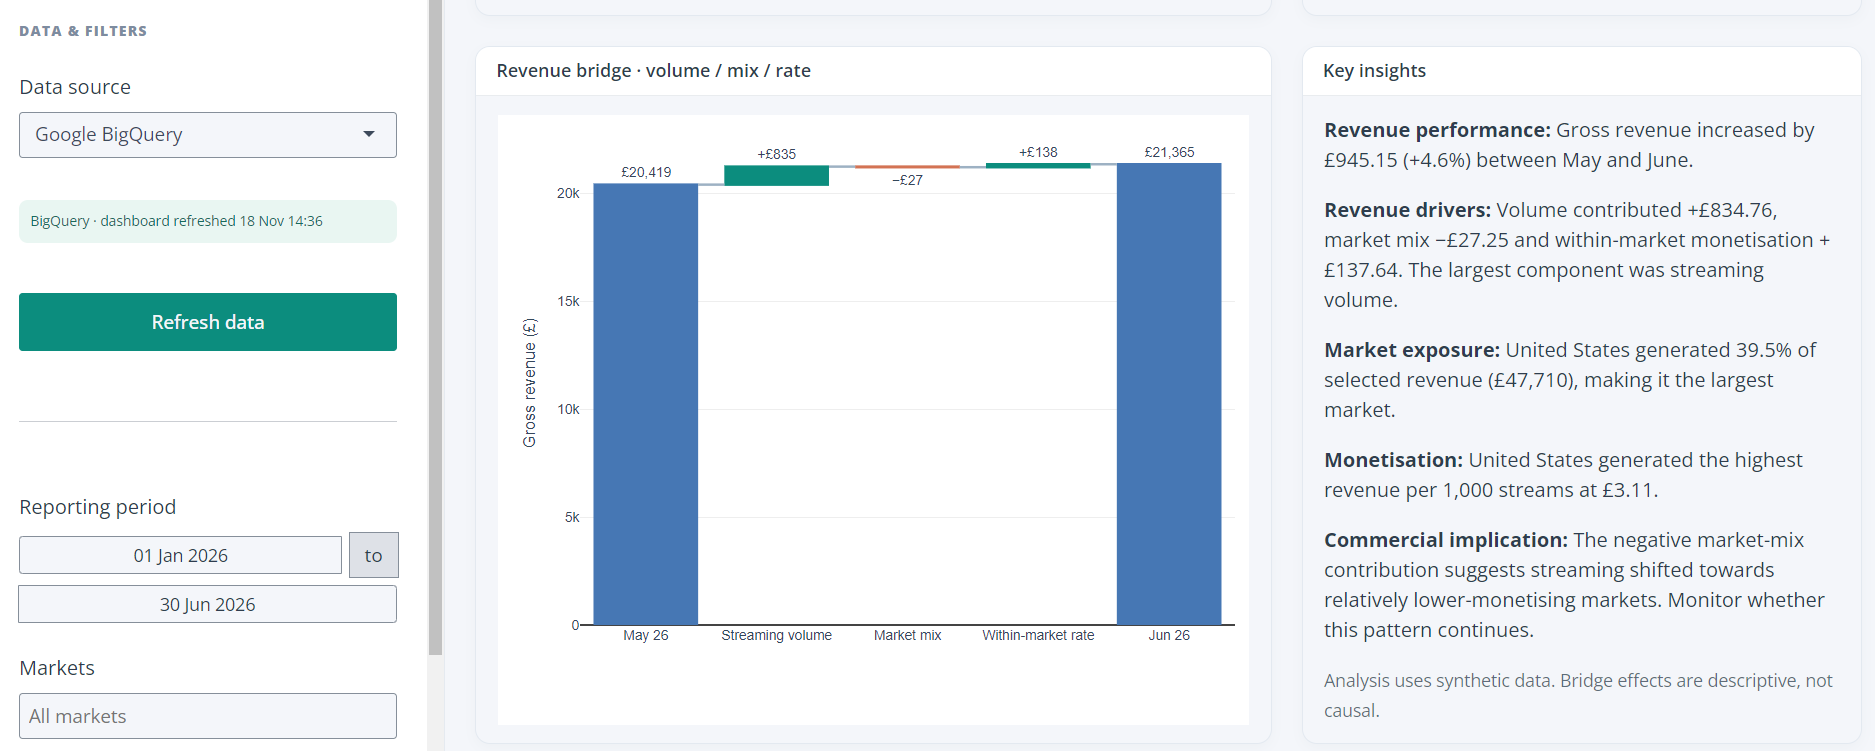 DATA & FILTERS
Data source
Google BigQuery
BigQuery · dashboard refreshed 18 Nov 14:36
Refresh data
Reporting period
01 Jan 2026
to
30 Jun 2026
Markets
All markets
Revenue bridge · volume / mix / rate
Gross revenue (£)
20k
15k
10k
5k
0
£20,419
+£835
−£27
+£138
£21,365
May 26
Streaming volume
Market mix
Within-market rate
Jun 26
Key insights
Revenue performance: Gross revenue increased by
£945.15 (+4.6%) between May and June.
Revenue drivers: Volume contributed +£834.76,
market mix −£27.25 and within-market monetisation +
£137.64. The largest component was streaming
volume.
Market exposure: United States generated 39.5% of
selected revenue (£47,710), making it the largest
market.
Monetisation: United States generated the highest
revenue per 1,000 streams at £3.11.
Commercial implication: The negative market-mix
contribution suggests streaming shifted towards
relatively lower-monetising markets. Monitor whether
this pattern continues.
Analysis uses synthetic data. Bridge effects are descriptive, not
causal.